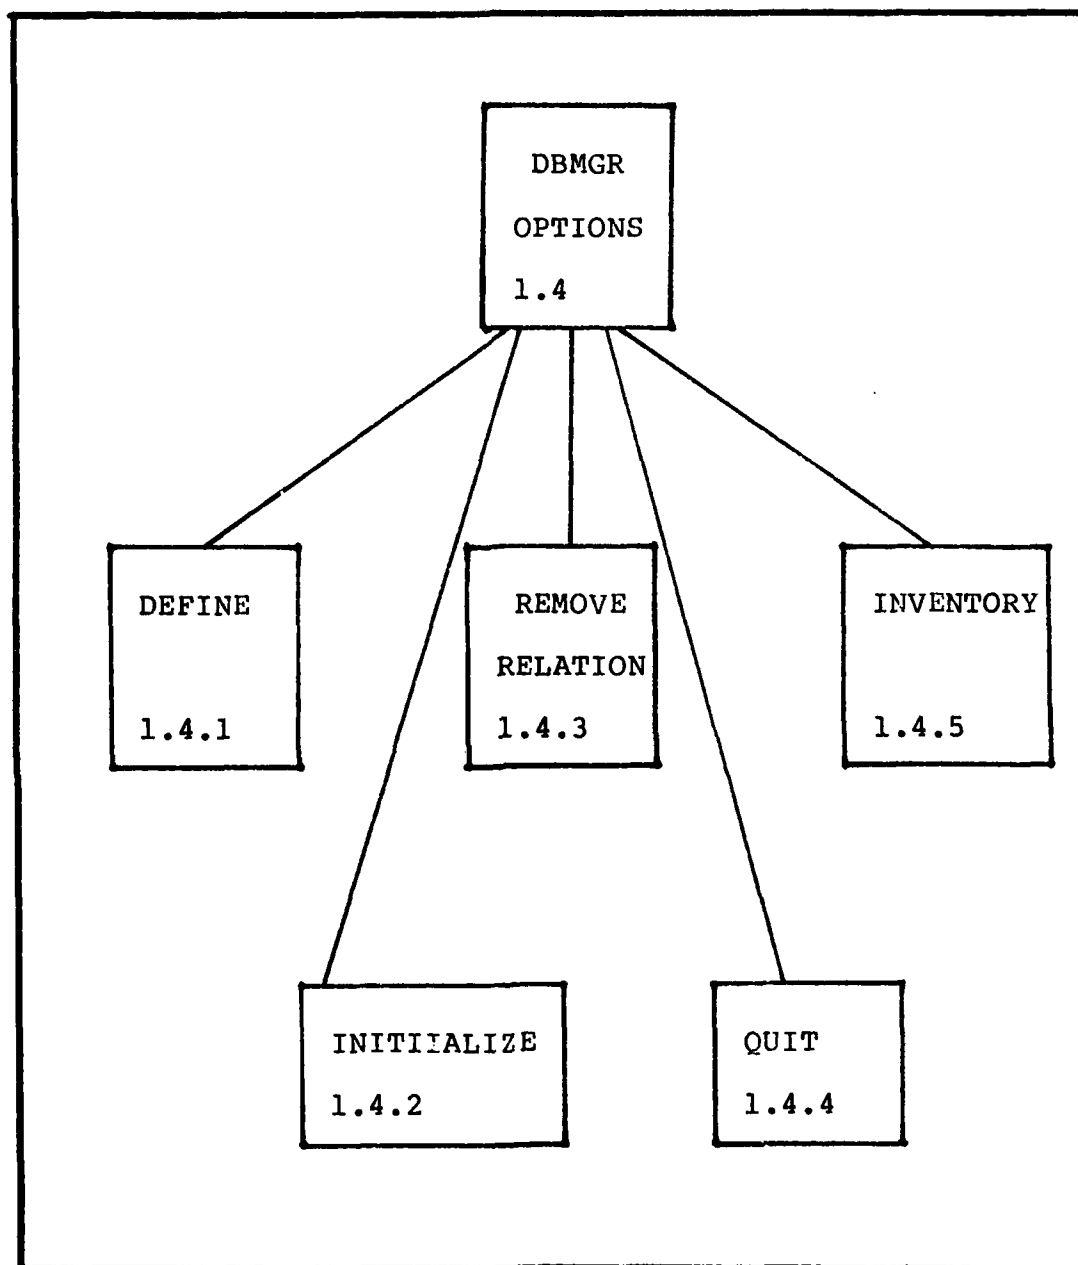 DBMGR
OPTIONS
1.4
DEFINE
1.4.1
REMOVE
RELATION
1.4.3
INVENTORY
1.4.5
INITIIALIZE
1.4.2
QUIT
1.4.4